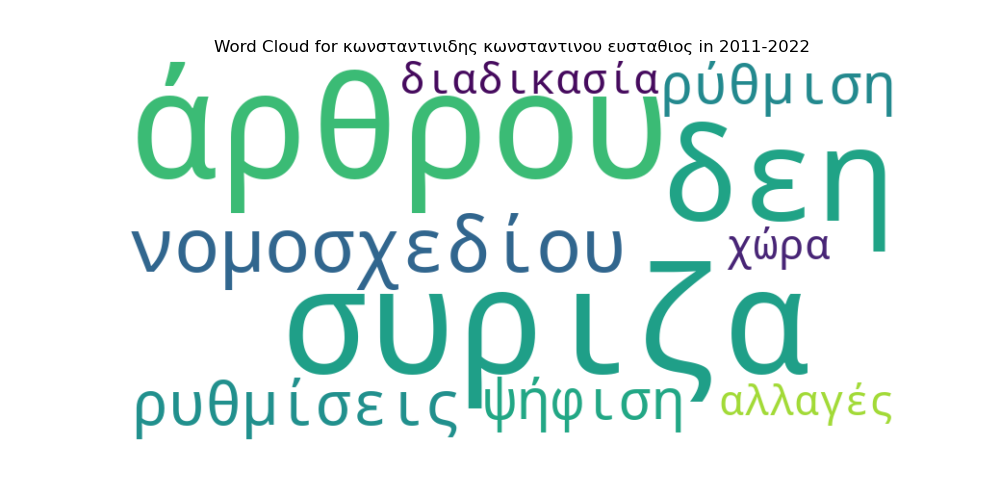 Word Cloud for κωνσταντινιδης κωνσταντινου ευσταθιος in 2011-2022
διαδικασία
ρύθμιση
άρθρου
δεη
νομοσχεδίου
χώρα
συριζα
ρυθμίσεις
ψήφιση
αλλαγές